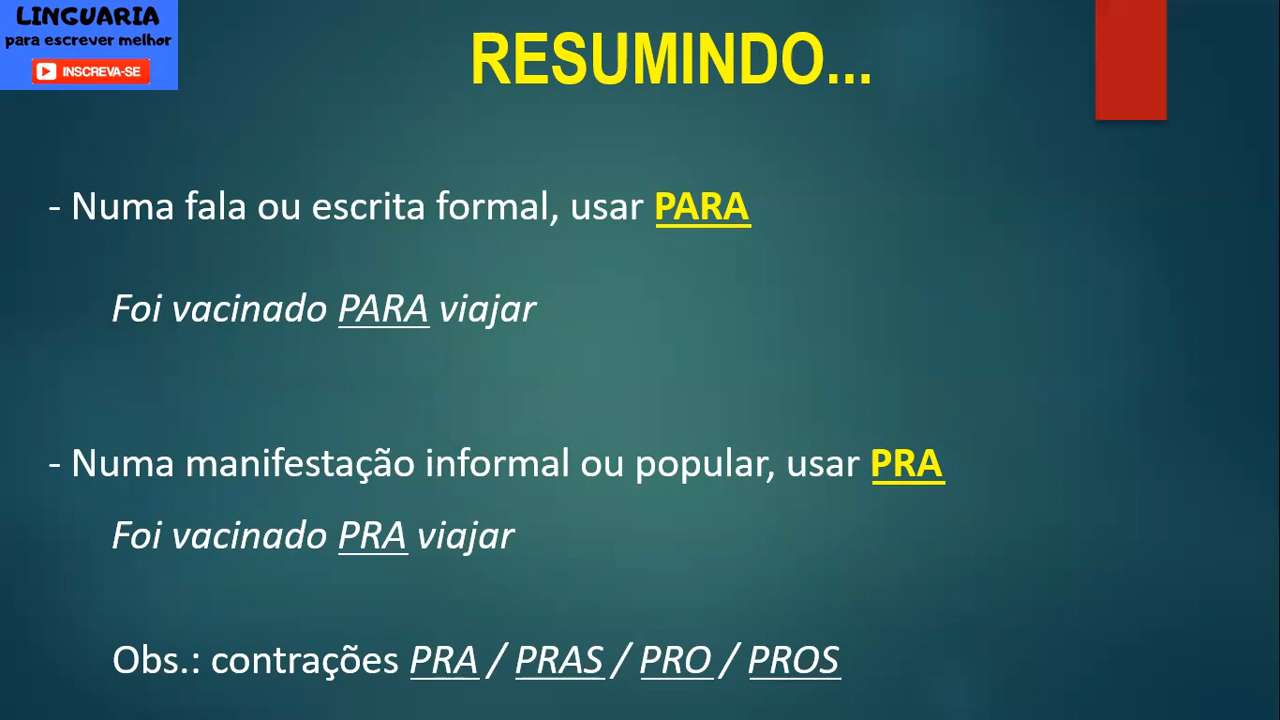 LINGUARIA
para escrever melhor
INSCREVA-SE
RESUMINDO...
- Numa fala ou escrita formal, usar PARA
Foi vacinado PARA viajar
- Numa manifestação informal ou popular, usar PRA
Foi vacinado PRA viajar
Obs.: contrações PRA / PRAS / PRO / PROS